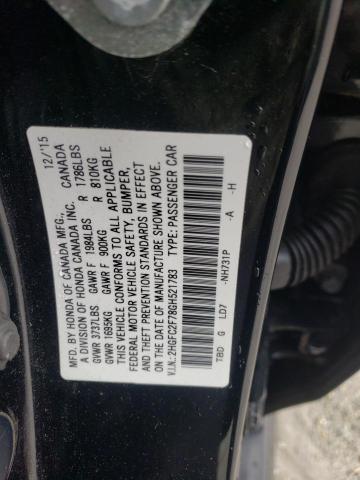 MFD. BY HONDA OF CANADA MFG., 12/'15
A DIVISION OF HONDA CANADA INC. CANADA
GVWR 3737LBS GAWR F 1984LBS R 1786LBS
GVWR 1695KG GAWR F 900KG R 810KG
THIS VEHICLE CONFORMS TO ALL APPLICABLE
FEDERAL MOTOR VEHICLE SAFETY, BUMPER,
AND THEFT PREVENTION STANDARDS IN EFFECT
ON THE DATE OF MANUFACTURE SHOWN ABOVE.
V.I.N.: 2HGFC2F78GH521783 TYPE: PASSENGER CAR
TBD G LD7 -NH731P -A -H